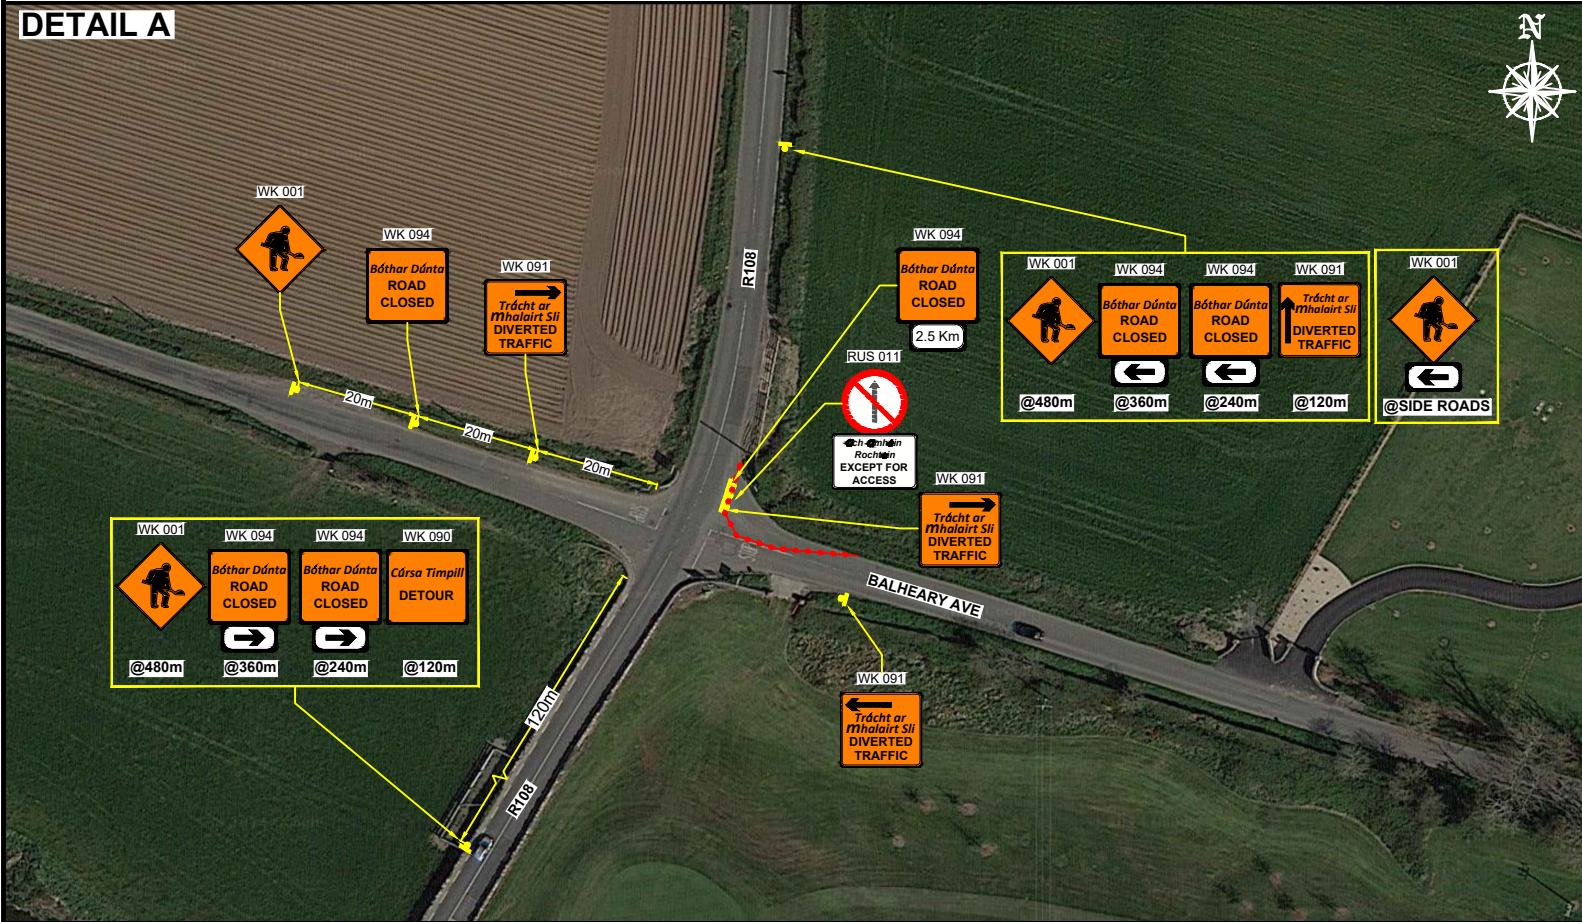 DETAIL A
N
WK 001
WK 094
Bóthar Dúnta
ROAD
CLOSED
WK 091
Trácht ar
mhalairt Slí
DIVERTED
TRAFFIC
20m
20m
20m
R108
WK 094
Bóthar Dúnta
ROAD
CLOSED
2.5 Km
RUS 011
Rochtain
EXCEPT FOR
ACCESS
WK 091
Trácht ar
mhalairt Slí
DIVERTED
TRAFFIC
WK 001
@480m
WK 094
Bóthar Dúnta
ROAD
CLOSED
@360m
WK 094
Bóthar Dúnta
ROAD
CLOSED
@240m
WK 091
Trácht ar
mhalairt Slí
DIVERTED
TRAFFIC
@120m
WK 001
@SIDE ROADS
WK 001
@480m
WK 094
Bóthar Dúnta
ROAD
CLOSED
@360m
WK 094
Bóthar Dúnta
ROAD
CLOSED
@240m
WK 090
Cúrsa Timpill
DETOUR
@120m
BALHEARY AVE
STOP
WK 091
Trácht ar
mhalairt Slí
DIVERTED
TRAFFIC
120m
R108